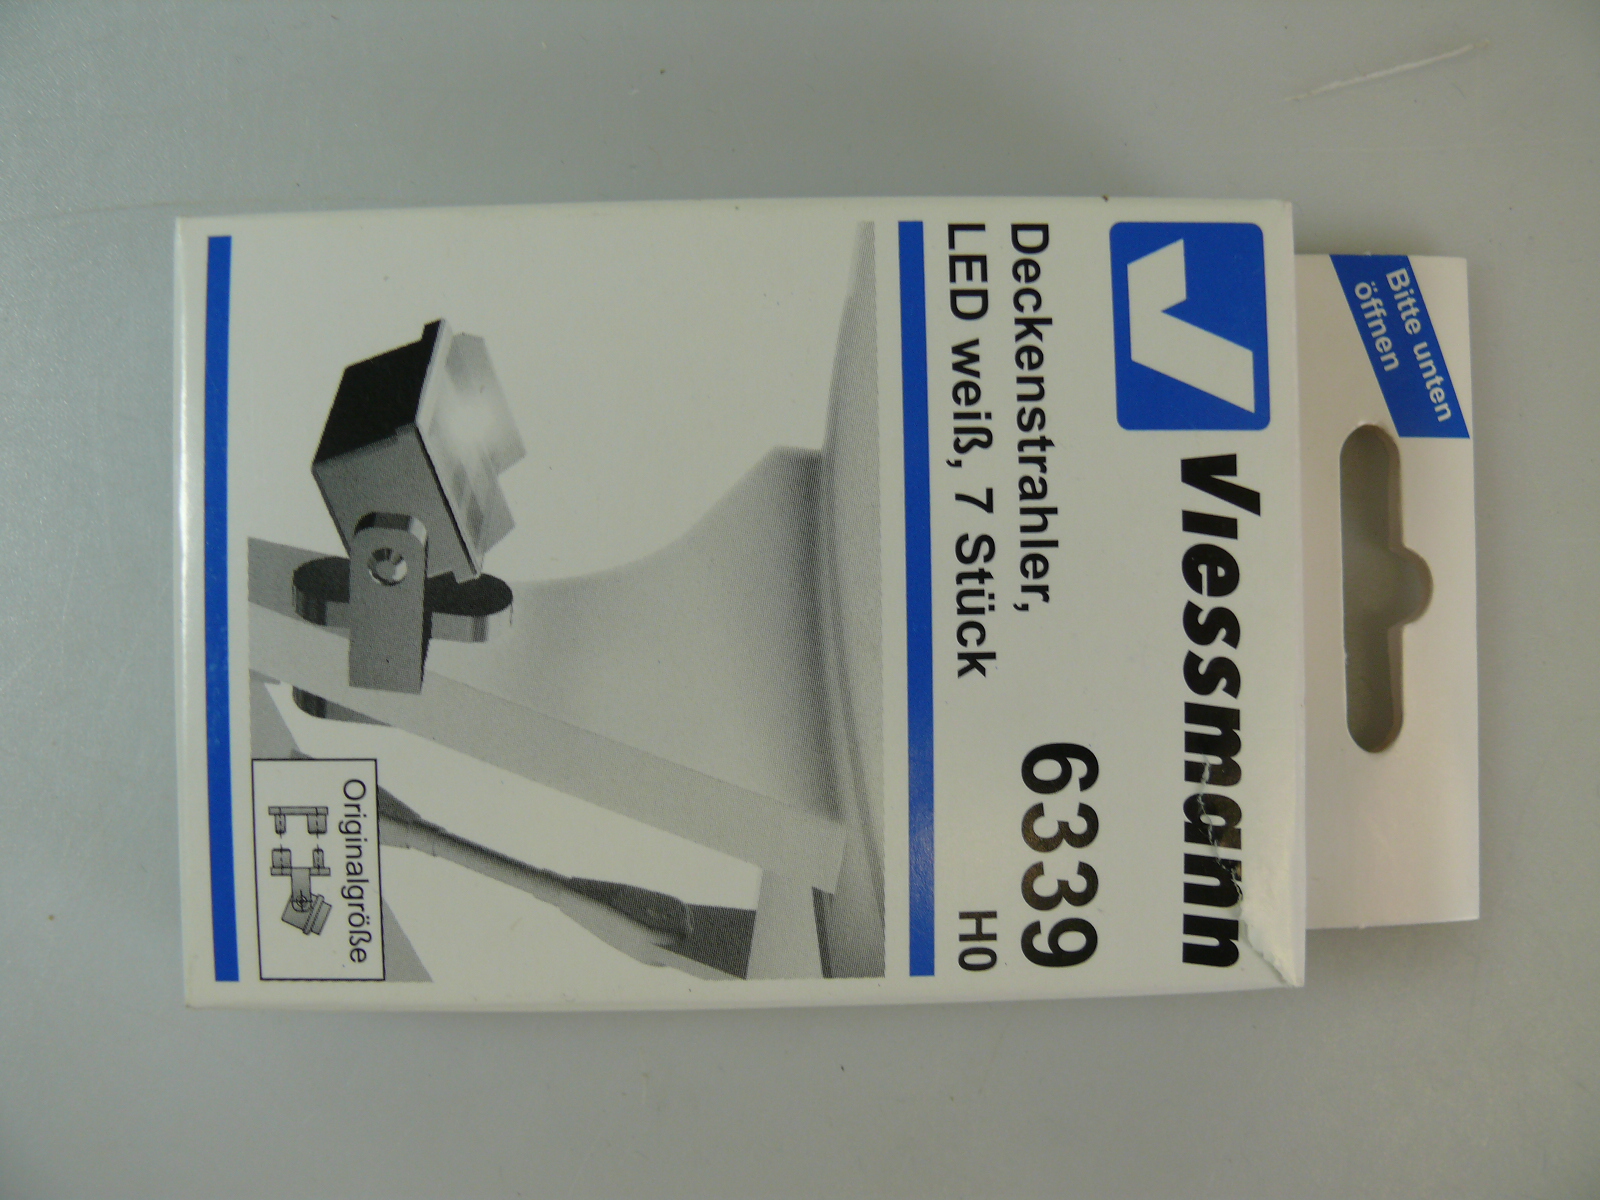 Bitte unten
öffnen
Viessmann
Deckenstrahler,
LED weiß, 7 Stück
6339
H0
Originalgröße